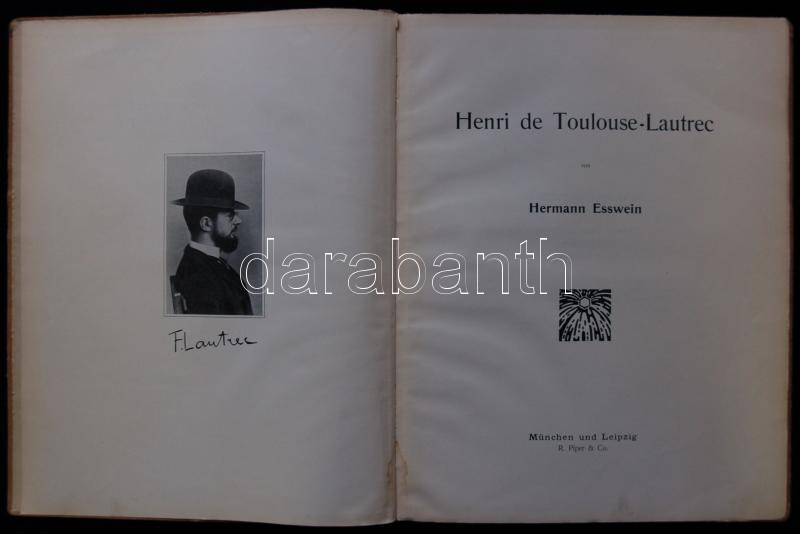 Henri de Toulouse-Lautrec
von
Hermann Esswein
darabanth
T-Lautrec
München und Leipzig
R. Piper & Co.